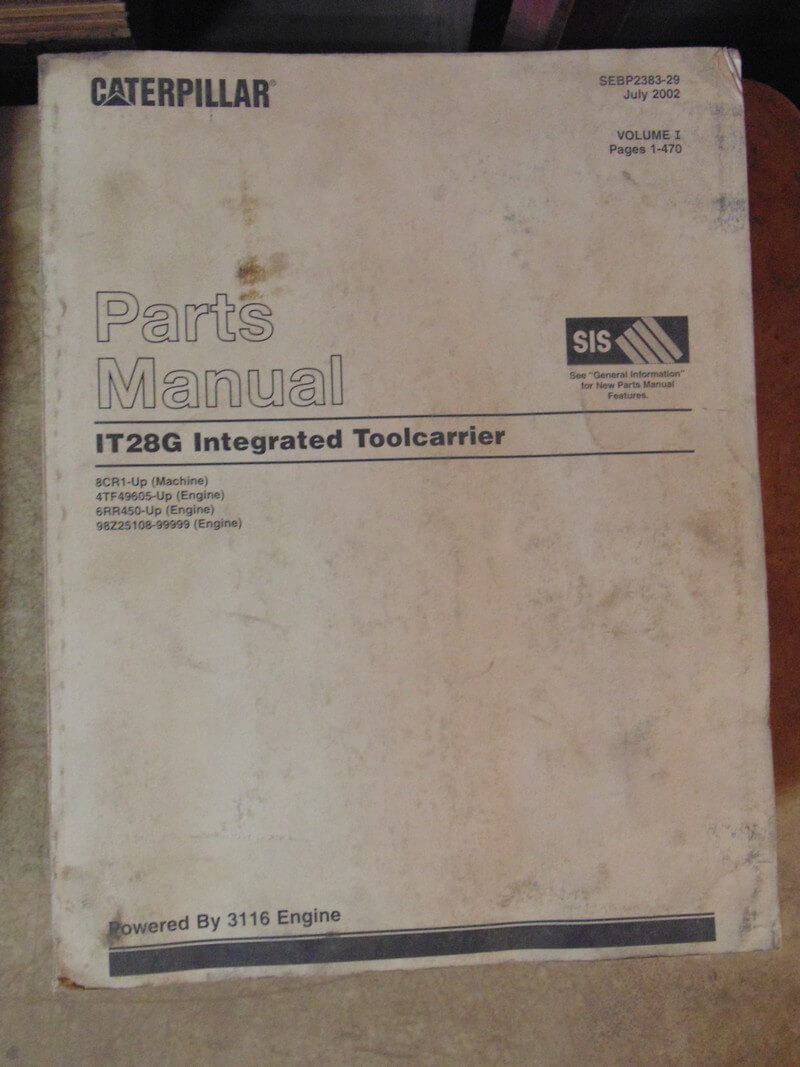 CATERPILLAR®
SEBP2383-29
July 2002
VOLUME I
Pages 1-470
Parts
Manual
SIS
See "General Information"
for New Parts Manual
Features.
IT28G Integrated Toolcarrier
8CR1-Up (Machine)
4TF49605-Up (Engine)
6RR450-Up (Engine)
98Z25108-99999 (Engine)
Powered By 3116 Engine